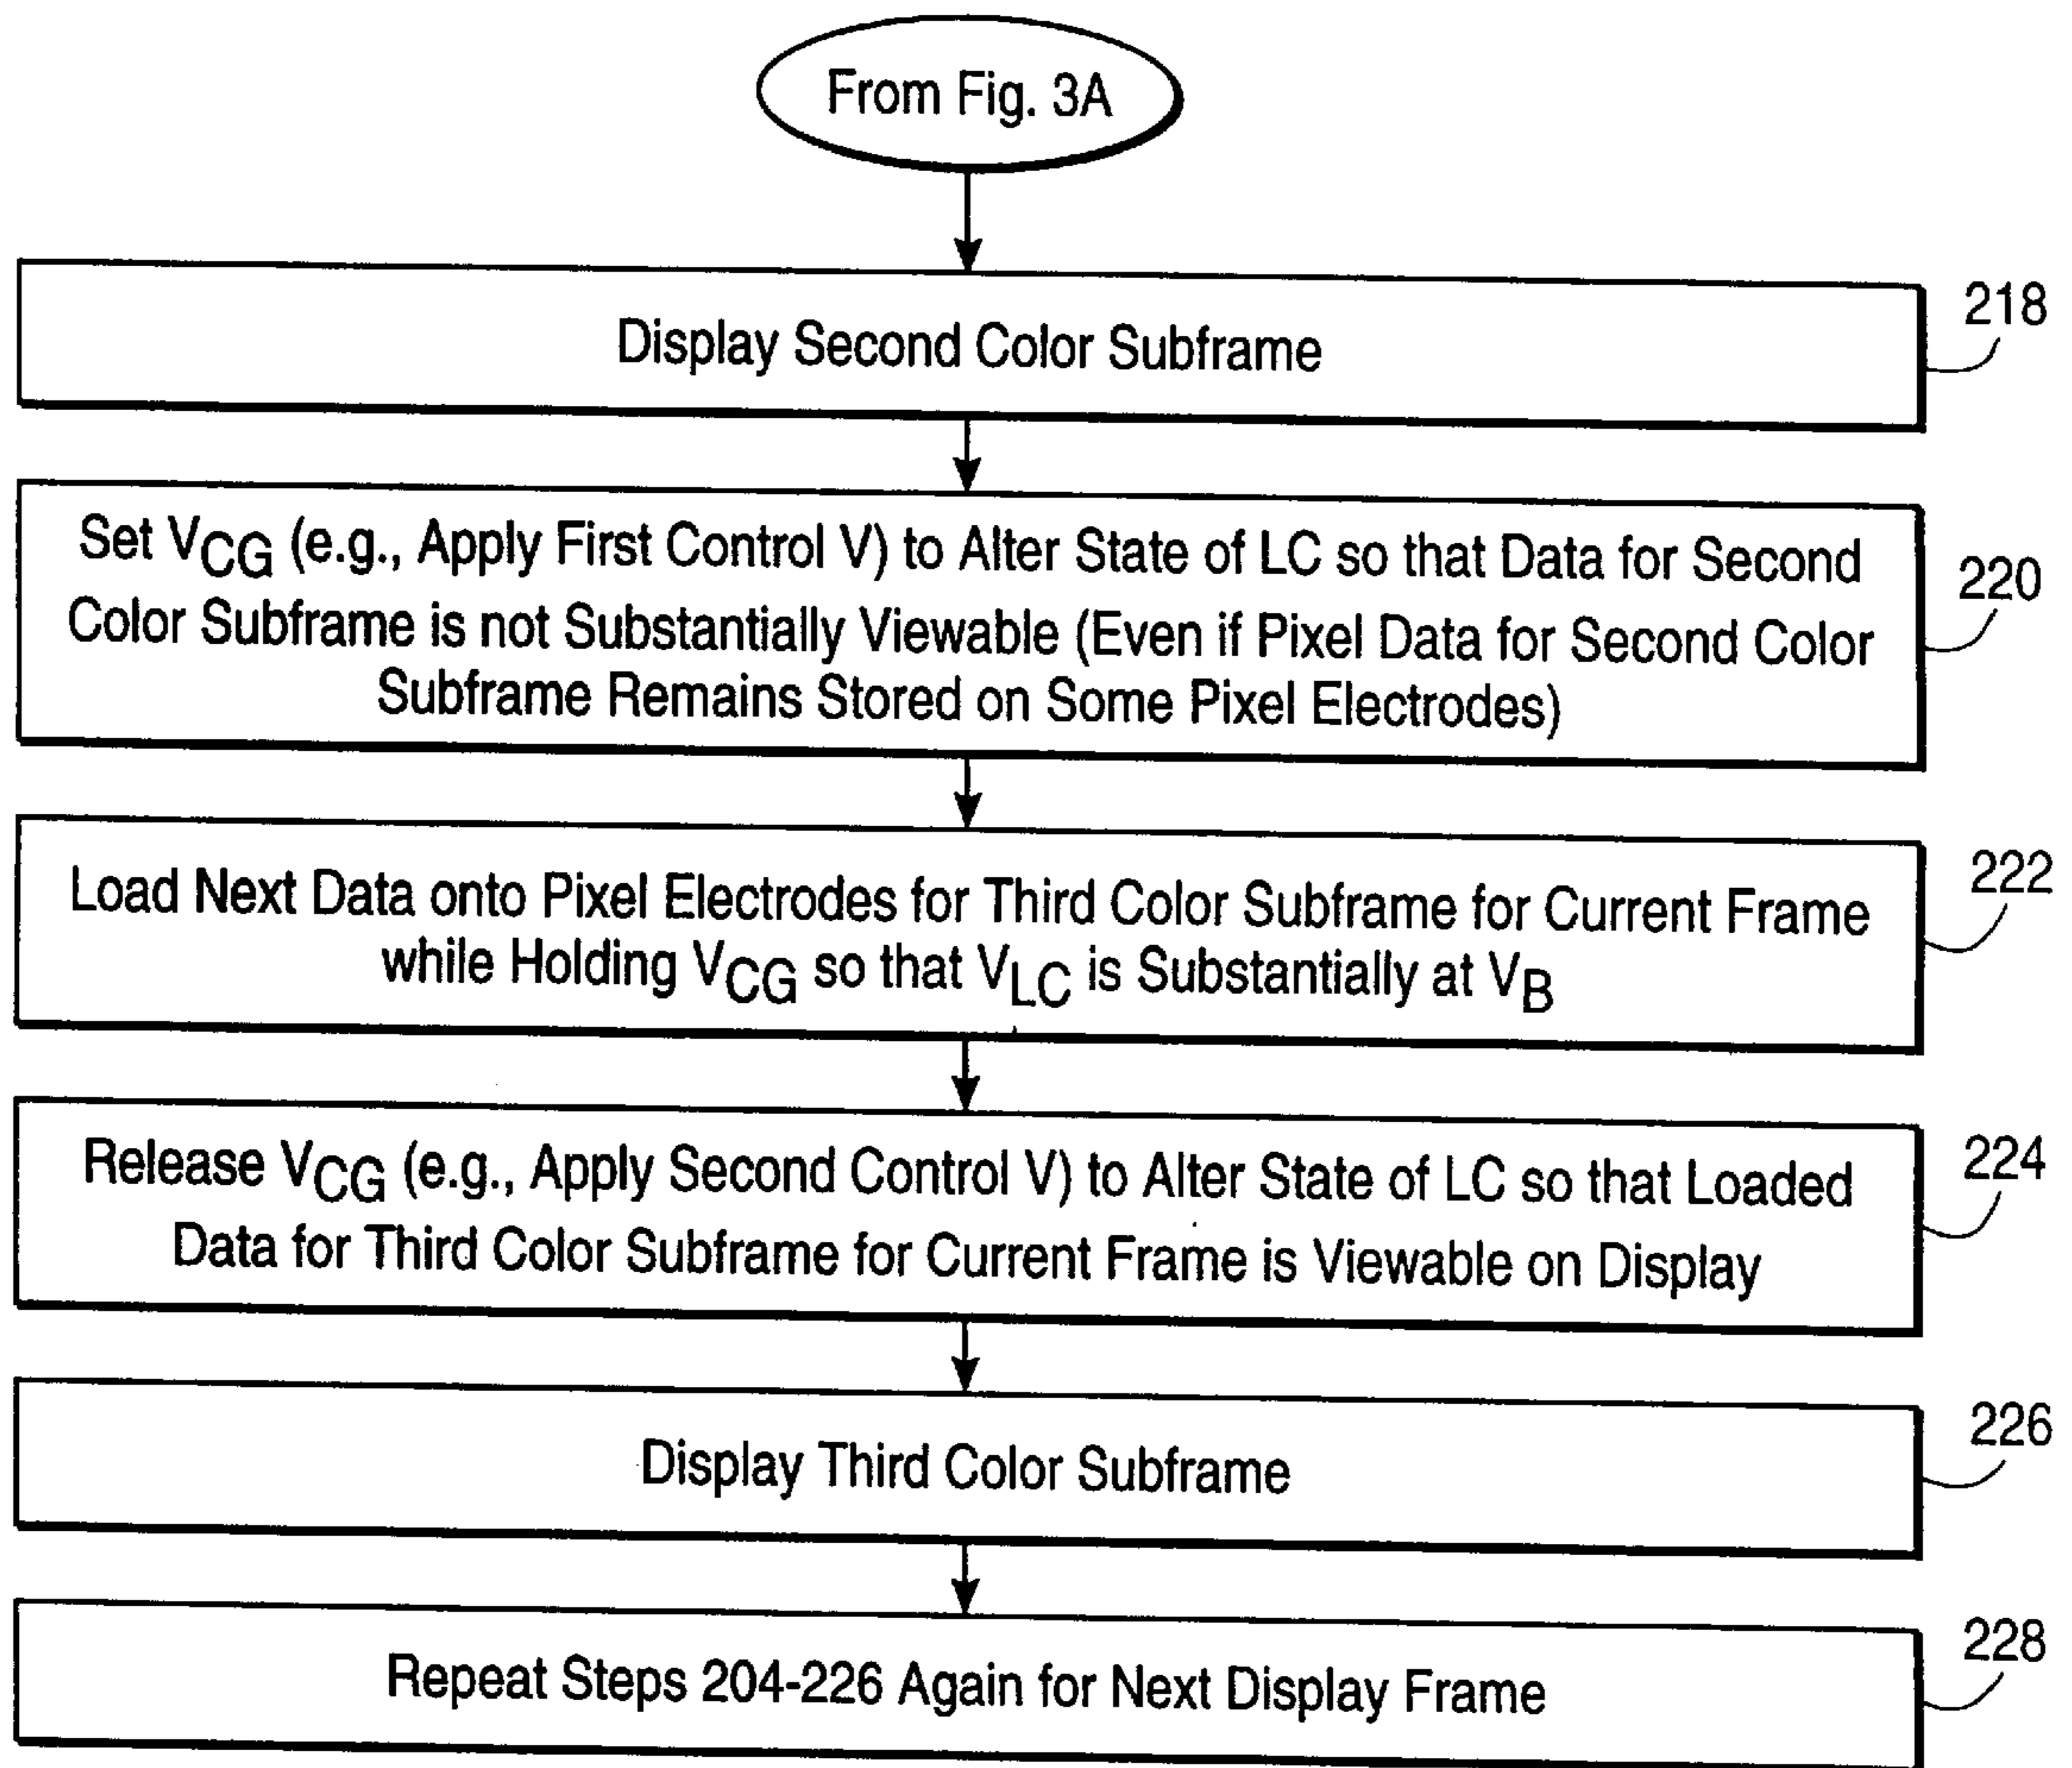 From Fig. 3A
Display Second Color Subframe
218
Set VCG (e.g., Apply First Control V) to Alter State of LC so that Data for Second
Color Subframe is not Substantially Viewable (Even if Pixel Data for Second Color
Subframe Remains Stored on Some Pixel Electrodes)
220
Load Next Data onto Pixel Electrodes for Third Color Subframe for Current Frame
while Holding VCG so that VLC is Substantially at VB
222
Release VCG (e.g., Apply Second Control V) to Alter State of LC so that Loaded
Data for Third Color Subframe for Current Frame is Viewable on Display
224
Display Third Color Subframe
226
Repeat Steps 204-226 Again for Next Display Frame
228